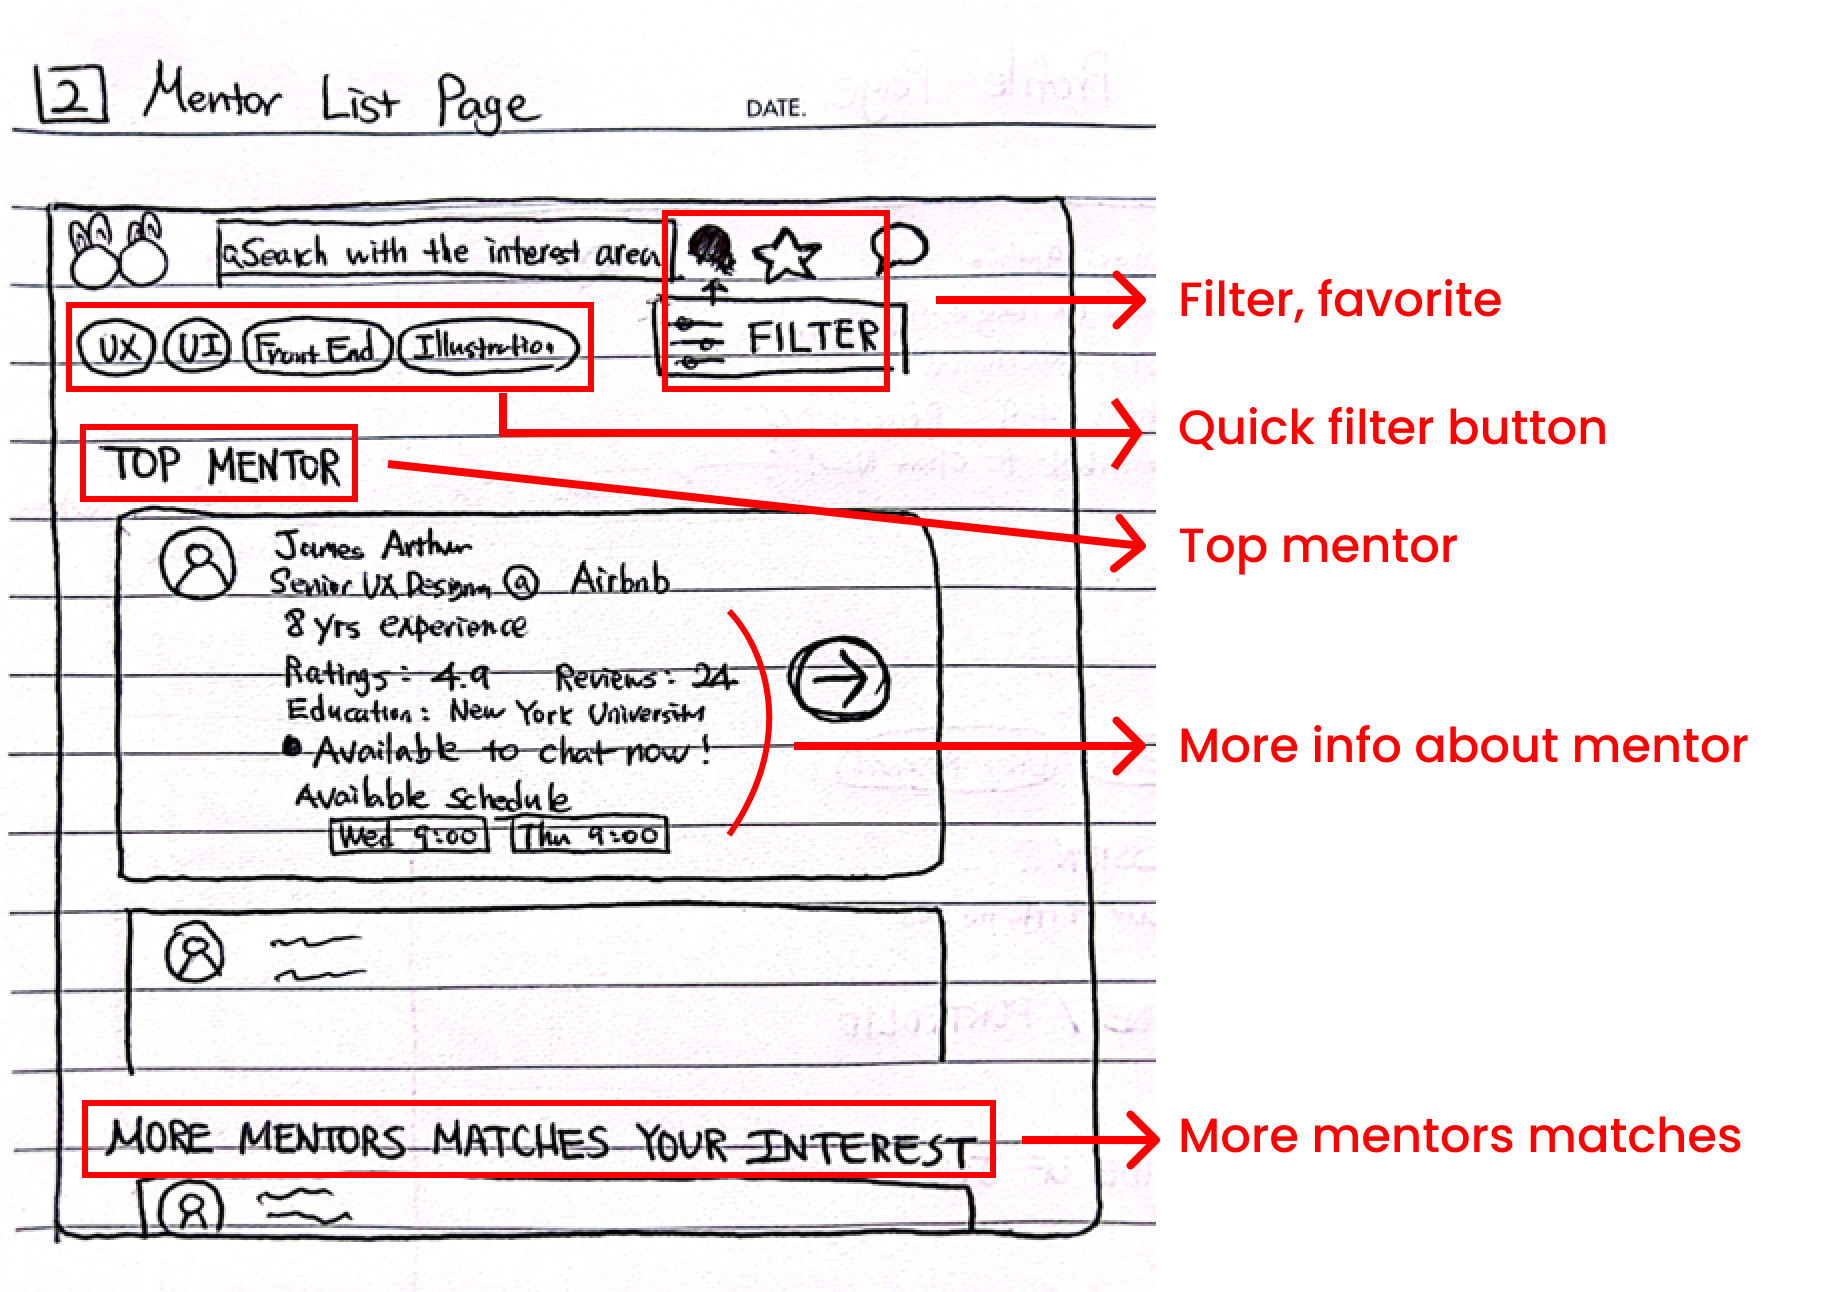 2 Mentor List Page
DATE.
Search with the interest area
UX UI Front End Illustration
FILTER
Filter, favorite
Quick filter button
TOP MENTOR
Top mentor
James Arthur
Senior UX Design @ Airbnb
8 yrs experience
Ratings: 4.9 Reviews: 24
Education: New York University
Available to chat now!
More info about mentor
Available schedule
Wed 9:00 Thu 9:00
MORE MENTORS MATCHES YOUR INTEREST
More mentors matches